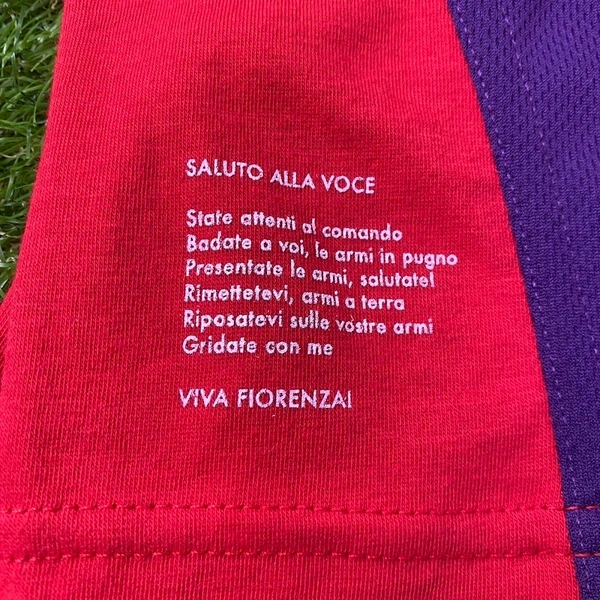 SALUTO ALLA VOCE
State attenti al comando
Badate a voi, le armi in pugno
Presentate le armi, salutate!
Rimettetevi, armi a terra
Riposatevi sulle vostre armi
Gridate con me
VIVA FIORENZA!